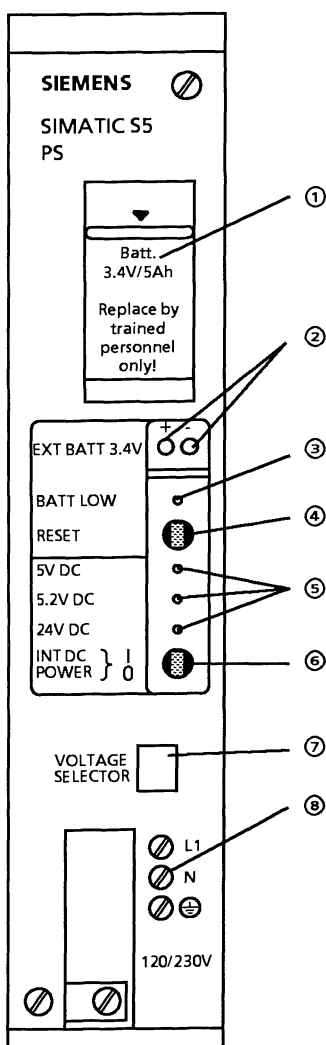 SIEMENS
SIMATIC S5
PS
Batt.
3.4V/5Ah
Replace by
trained
personnel
only!
①
②
+ -
EXT BATT 3.4V
BATT LOW
③
RESET
④
5V DC
5.2V DC
⑤
24V DC
INT DC
POWER } I
0
⑥
VOLTAGE
SELECTOR
⑦
⑧
L1
N
120/230V